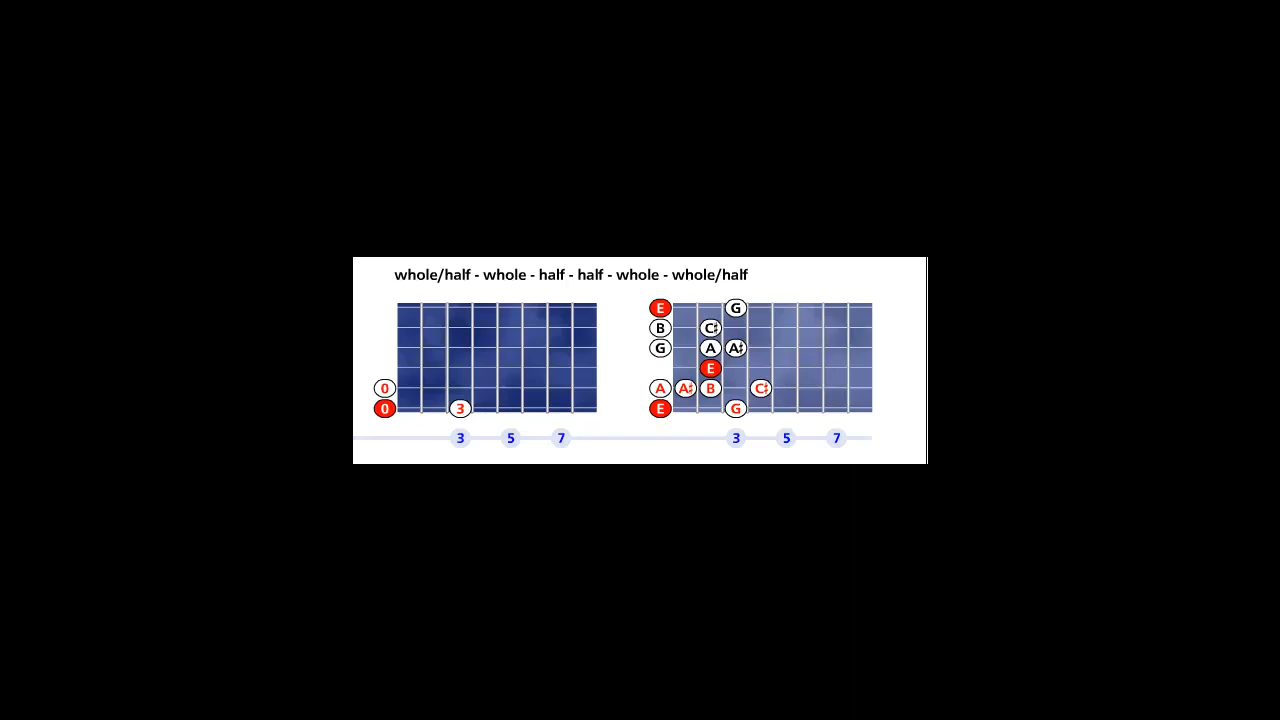 whole/half - whole - half - half - whole - whole/half
E G
B C♯
G A A♯
E
0 A A♯ B C♯
0 3 E G
3 5 7 3 5 7